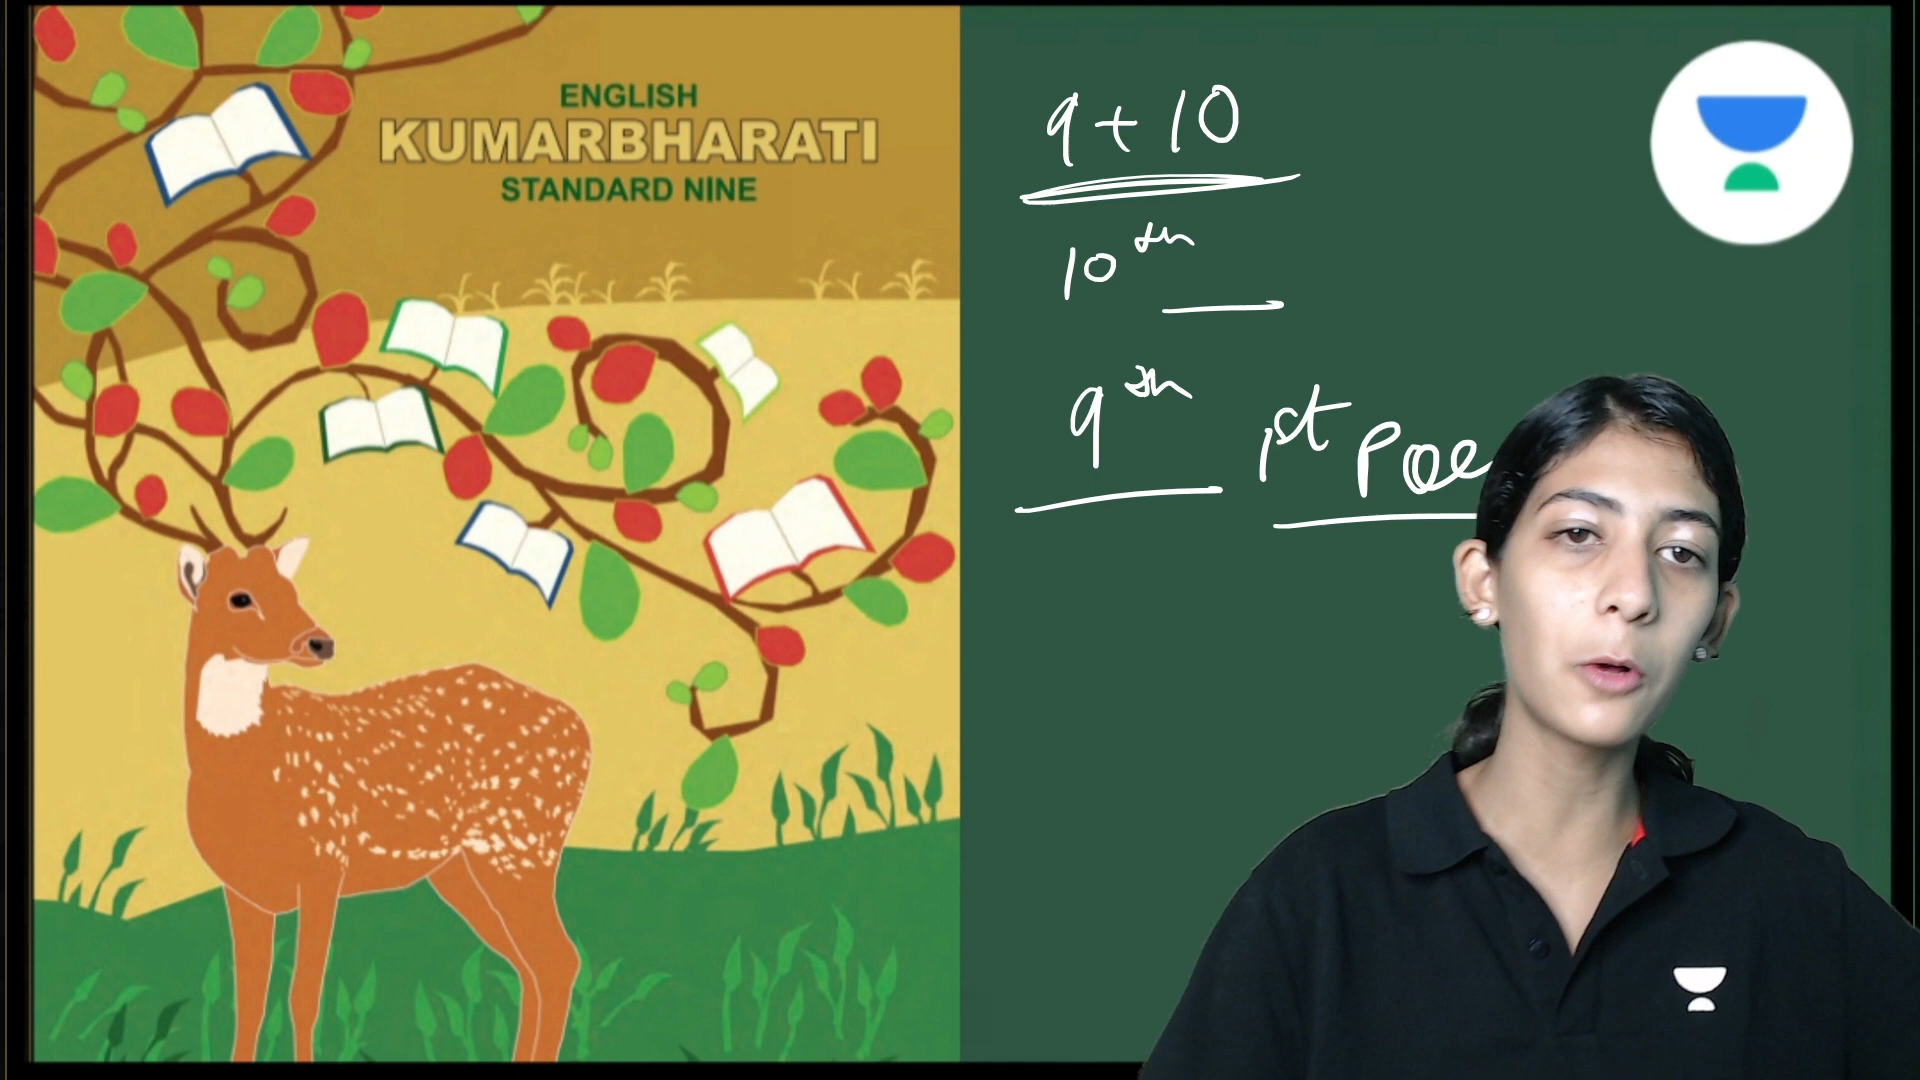 ENGLISH
KUMARBHARATI
STANDARD NINE
9 + 10
10th
9th 1st Poe